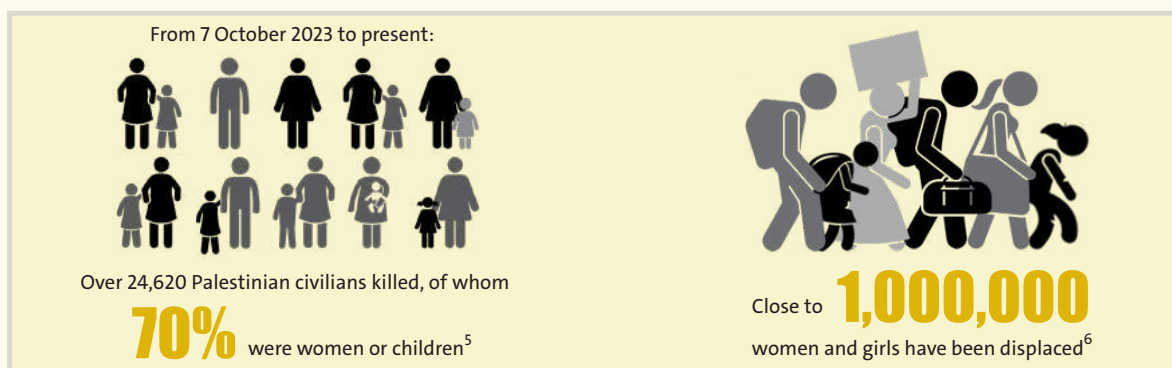 From 7 October 2023 to present:
Over 24,620 Palestinian civilians killed, of whom
70% were women or children5
Close to 1,000,000
women and girls have been displaced6